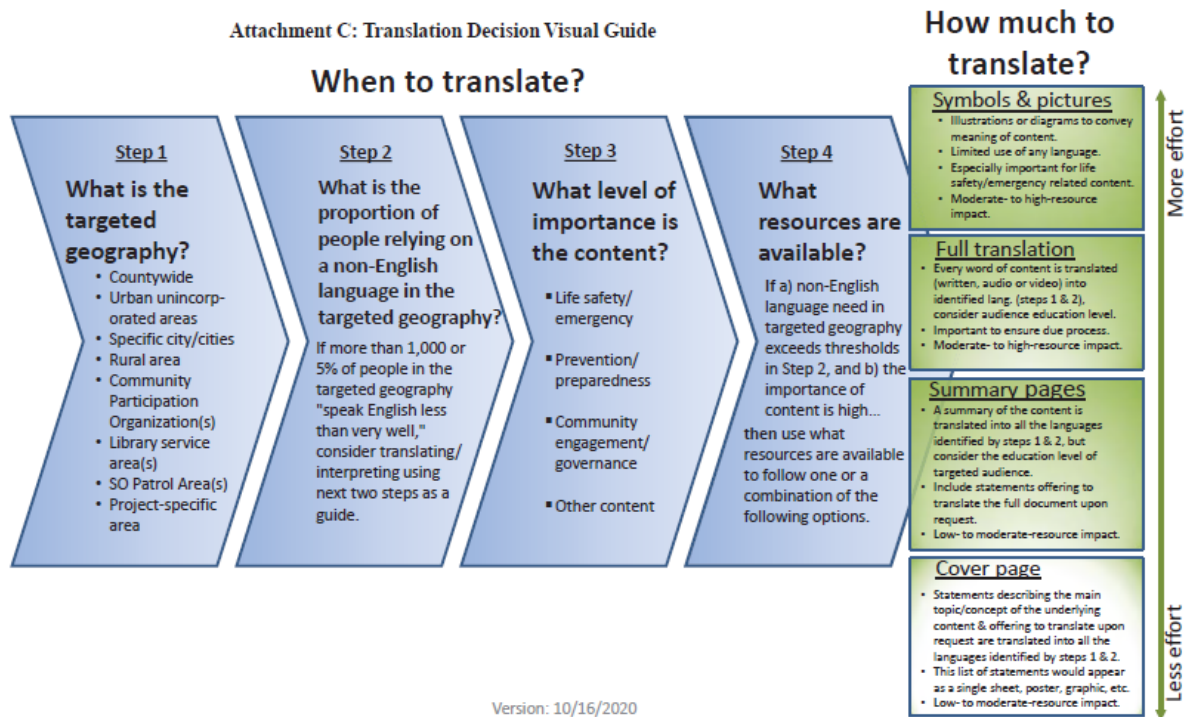 Attachment C: Translation Decision Visual Guide
When to translate?
Step 1
What is the
targeted
geography?
• Countywide
• Urban unincorp-
orated areas
• Specific city/cities
• Rural area
• Community
Participation
Organization(s)
• Library service
area(s)
• SO Patrol Area(s)
• Project-specific
area
Step 2
What is the
proportion of
people relying on
a non-English
language in the
targeted geography?
If more than 1,000 or
5% of people in the
targeted geography
"speak English less
than very well,"
consider translating/
interpreting using
next two steps as a
guide.
Step 3
What level of
importance is
the content?
▪ Life safety/
emergency
▪ Prevention/
preparedness
▪ Community
engagement/
governance
▪ Other content
Step 4
What
resources are
available?
If a) non-English
language need in
targeted geography
exceeds thresholds
in Step 2, and b) the
importance of
content is high...
then use what
resources are available
to follow one or a
combination of the
following options.
How much to
translate?
Symbols & pictures
• Illustrations or diagrams to convey
meaning of content.
• Limited use of any language.
• Especially important for life
safety/emergency related content.
• Moderate- to high-resource
impact.
Full translation
• Every word of content is translated
(written, audio or video) into
identified lang. (steps 1 & 2),
consider audience education level.
• Important to ensure due process.
• Moderate- to high-resource impact.
Summary pages
• A summary of the content is
translated into all the languages
identified by steps 1 & 2, but
consider the education level of
targeted audience.
• Include statements offering to
translate the full document upon
request.
• Low- to moderate-resource impact.
Cover page
• Statements describing the main
topic/concept of the underlying
content & offering to translate upon
request are translated into all the
languages identified by steps 1 & 2.
• This list of statements would appear
as a single sheet, poster, graphic, etc.
• Low- to moderate-resource impact.
More effort
Less effort
Version: 10/16/2020